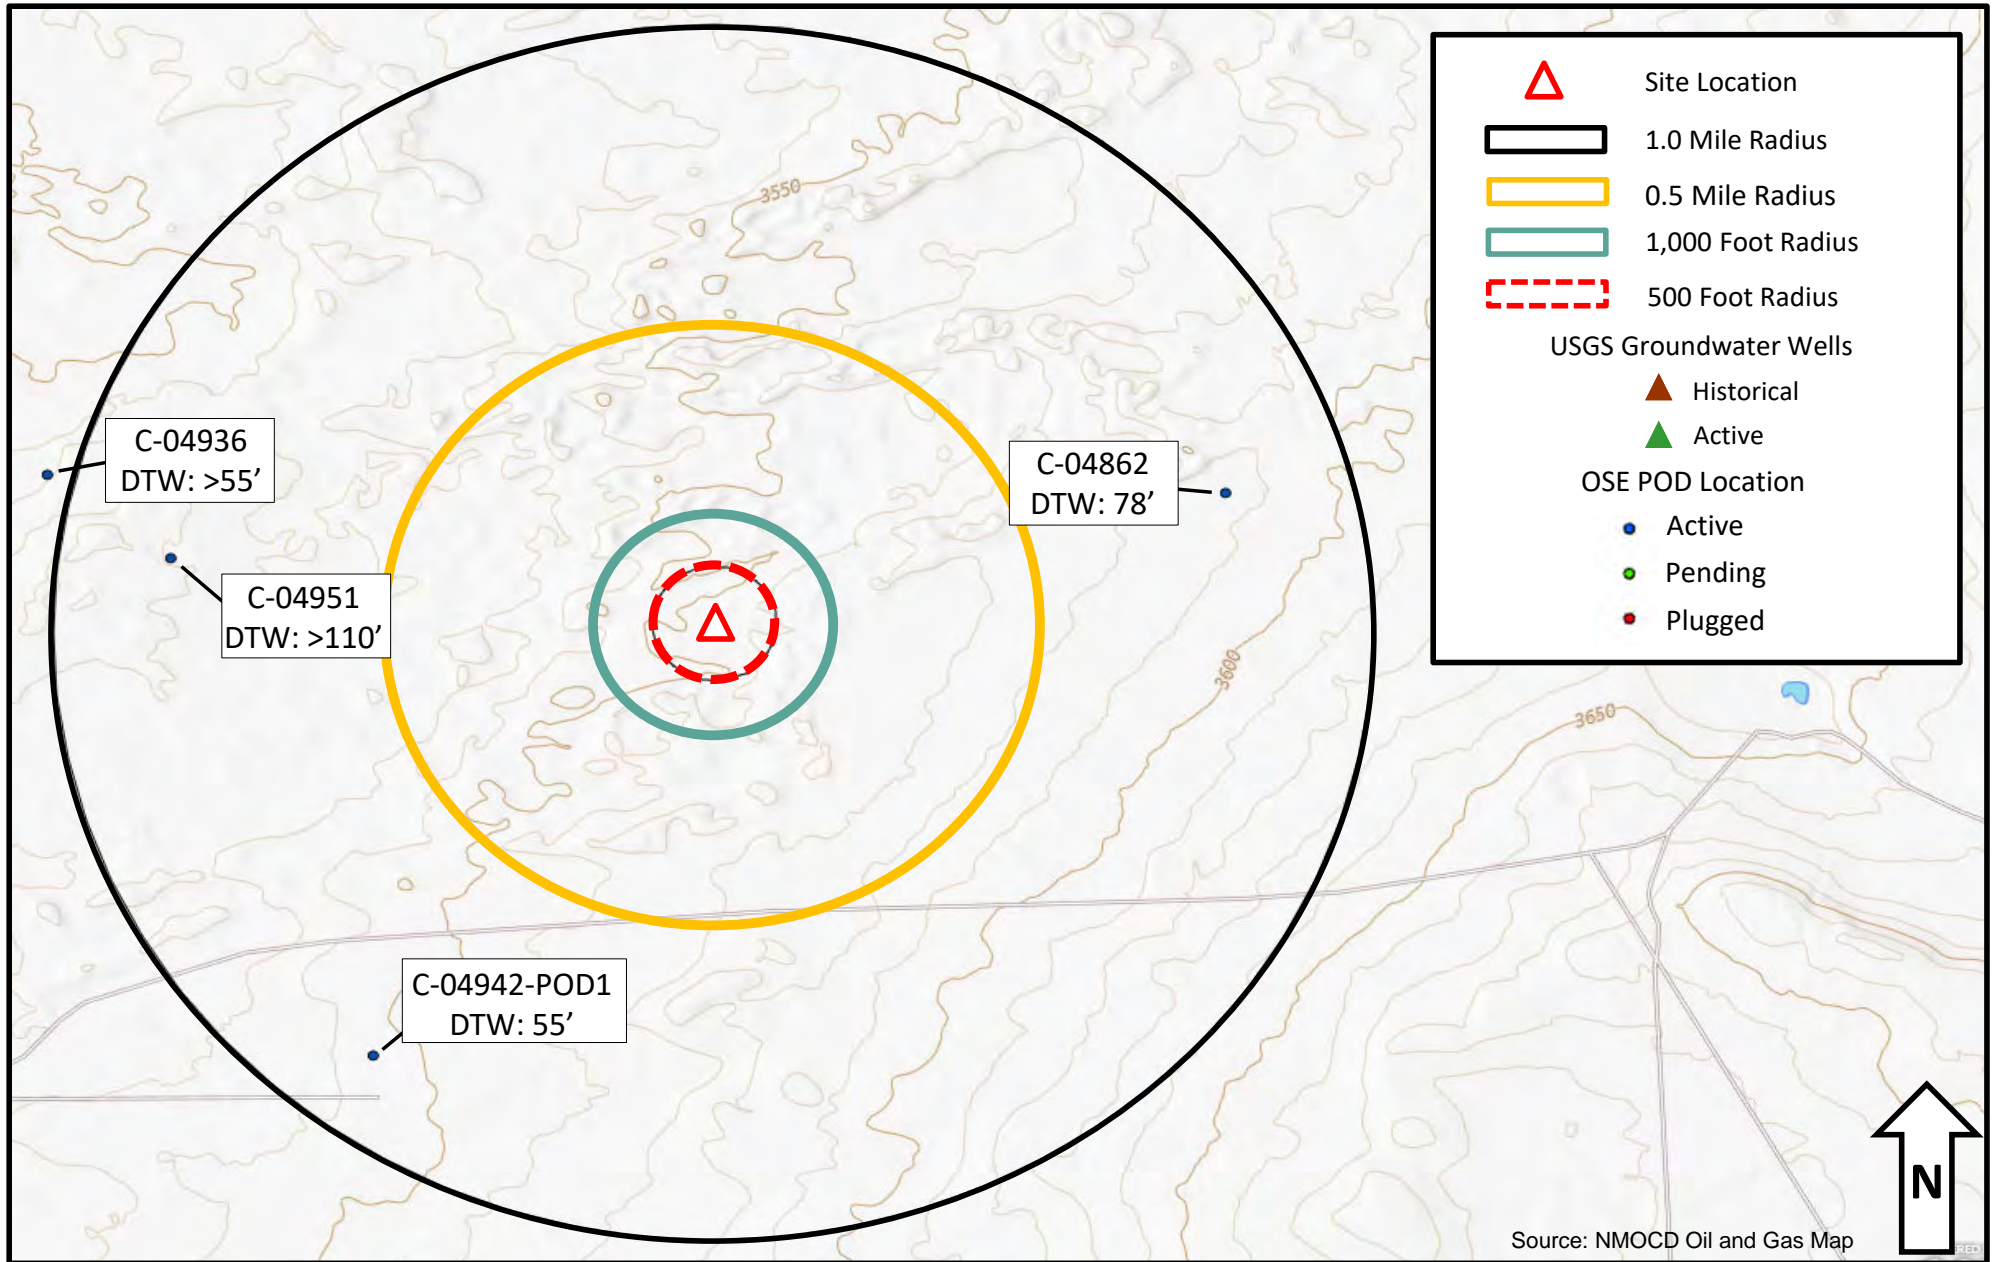 Site Location
1.0 Mile Radius
0.5 Mile Radius
1,000 Foot Radius
500 Foot Radius
USGS Groundwater Wells
Historical
Active
OSE POD Location
Active
Pending
Plugged
3550
C-04936
DTW: >55’
C-04862
DTW: 78’
C-04951
DTW: >110’
3600
3650
C-04942-POD1
DTW: 55’
N
Source: NMOCD Oil and Gas Map